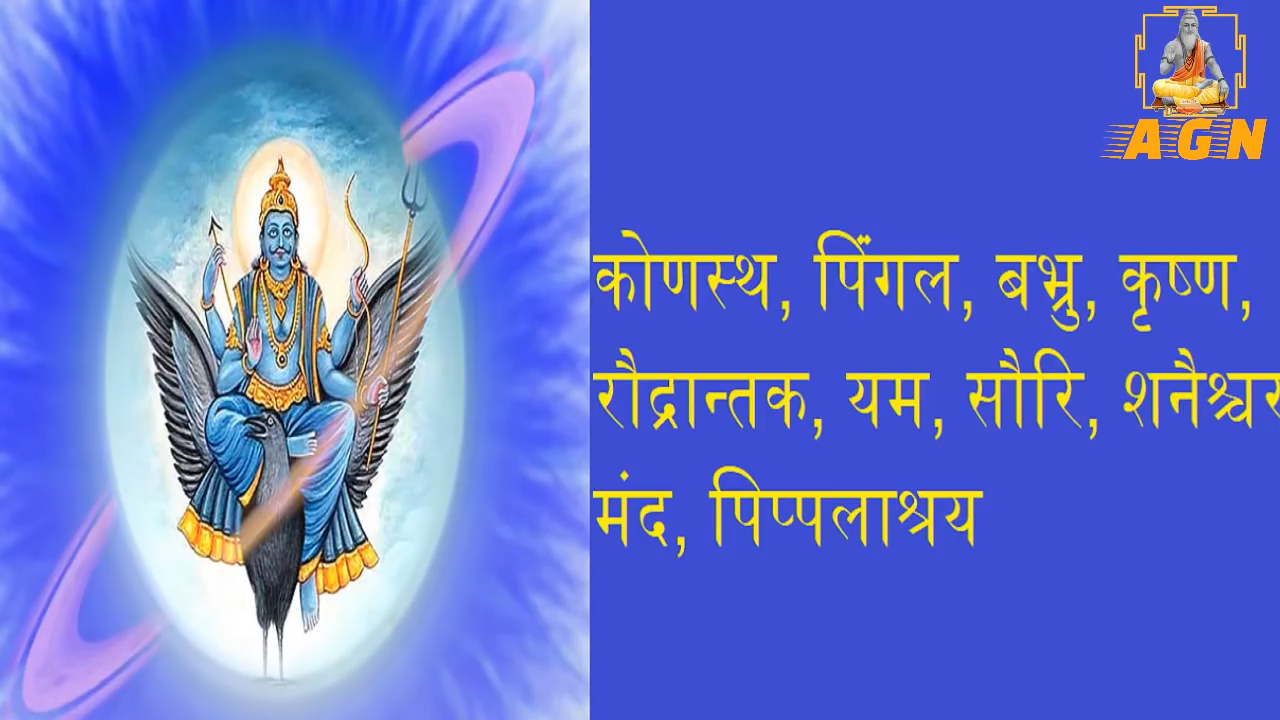 AGN
कोणस्थ, पिंगल, बभ्रु, कृष्ण,
रौद्रान्तक, यम, सौरि, शनैश्चर
मंद, पिप्पलाश्रय